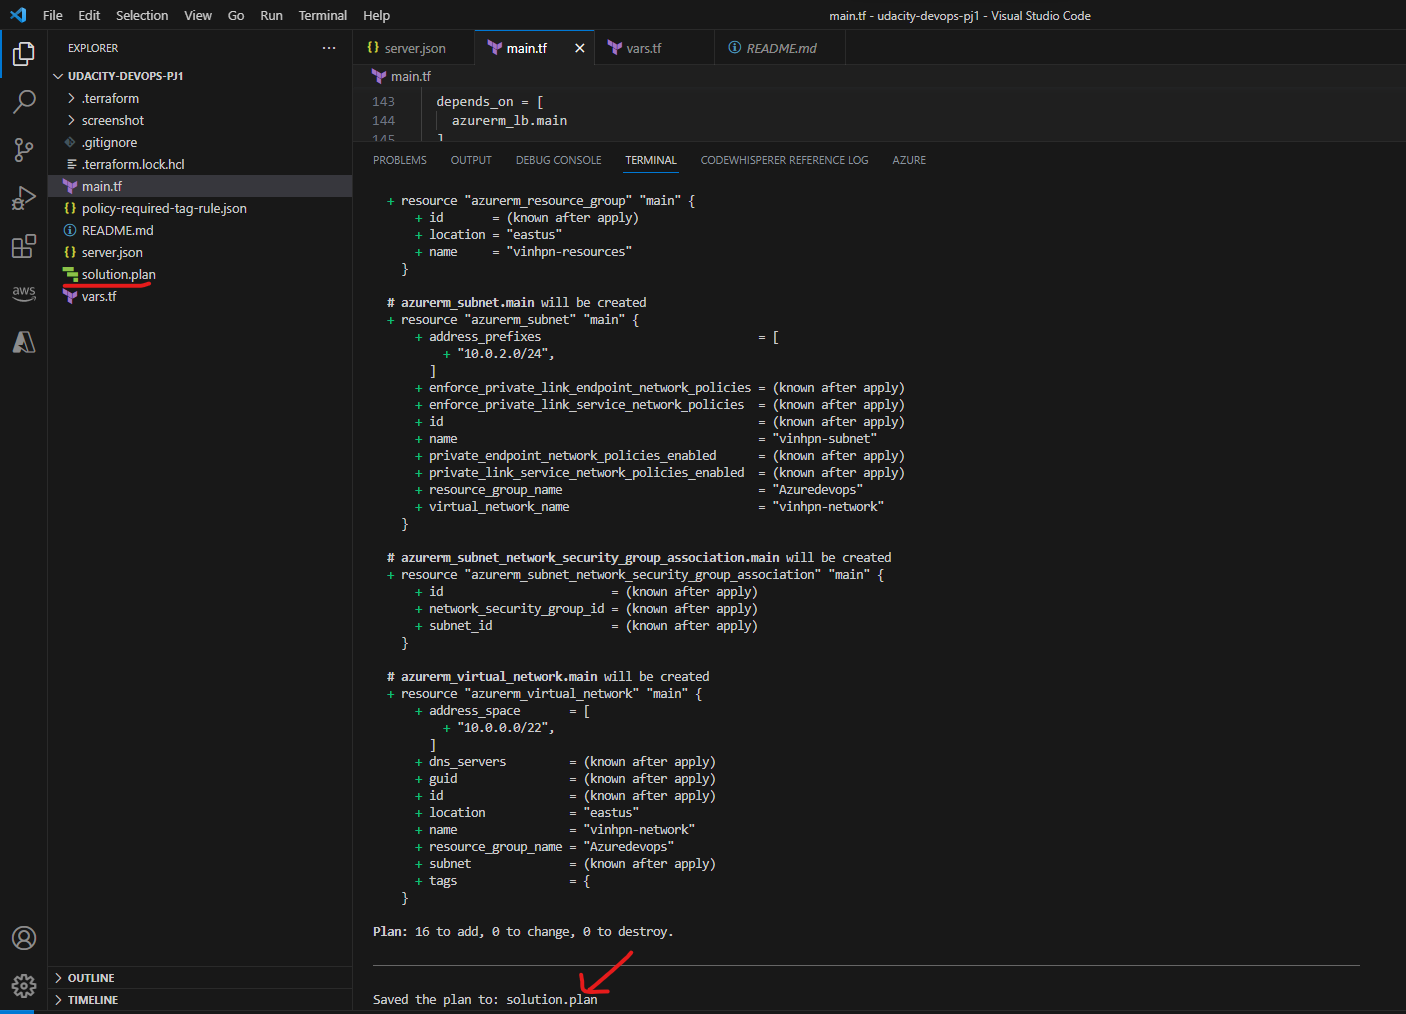 File Edit Selection View Go Run Terminal Help
main.tf - udacity-devops-pj1 - Visual Studio Code
EXPLORER
UDACITY-DEVOPS-PJ1
.terraform
screenshot
.gitignore
.terraform.lock.hcl
main.tf
policy-required-tag-rule.json
README.md
server.json
solution.plan
vars.tf
aws
OUTLINE
TIMELINE
server.json main.tf vars.tf README.md
main.tf
143 depends_on = [
144 azurerm_lb.main
145 ]
PROBLEMS OUTPUT DEBUG CONSOLE TERMINAL CODEWHISPERER REFERENCE LOG AZURE
+ resource "azurerm_resource_group" "main" {
+ id = (known after apply)
+ location = "eastus"
+ name = "vinhpn-resources"
}
# azurerm_subnet.main will be created
+ resource "azurerm_subnet" "main" {
+ address_prefixes = [
+ "10.0.2.0/24",
]
+ enforce_private_link_endpoint_network_policies = (known after apply)
+ enforce_private_link_service_network_policies = (known after apply)
+ id = (known after apply)
+ name = "vinhpn-subnet"
+ private_endpoint_network_policies_enabled = (known after apply)
+ private_link_service_network_policies_enabled = (known after apply)
+ resource_group_name = "Azuredevops"
+ virtual_network_name = "vinhpn-network"
}
# azurerm_subnet_network_security_group_association.main will be created
+ resource "azurerm_subnet_network_security_group_association" "main" {
+ id = (known after apply)
+ network_security_group_id = (known after apply)
+ subnet_id = (known after apply)
}
# azurerm_virtual_network.main will be created
+ resource "azurerm_virtual_network" "main" {
+ address_space = [
+ "10.0.0.0/22",
]
+ dns_servers = (known after apply)
+ guid = (known after apply)
+ id = (known after apply)
+ location = "eastus"
+ name = "vinhpn-network"
+ resource_group_name = "Azuredevops"
+ subnet = (known after apply)
+ tags = {
}
Plan: 16 to add, 0 to change, 0 to destroy.
Saved the plan to: solution.plan